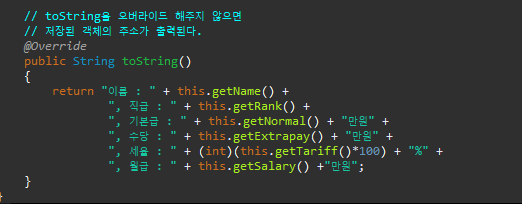 // toString을 오버라이드 해주지 않으면
// 저장된 객체의 주소가 출력된다.
@Override
public String toString()
{
return "이름 : " + this.getName() +
", 직급 : " + this.getRank() +
", 기본급 : " + this.getNormal() + "만원" +
", 수당 : " + this.getExtrapay() + "만원" +
", 세율 : " + (int)(this.getTariff()*100) + "%" +
", 월급 : " + this.getSalary() +"만원";
}
}